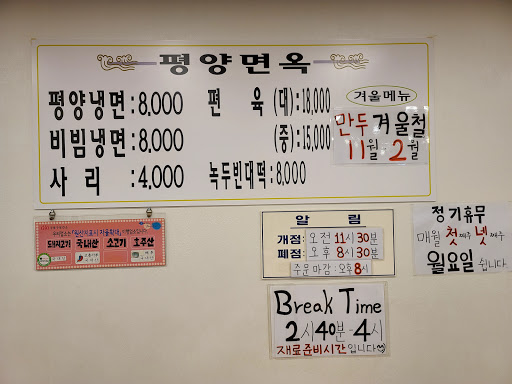 평양면옥
평양냉면:8,000
비빔냉면:8,000
사 리:4,000
편 육 (대):18,000
(중):15,000
녹두빈대떡:8,000
겨울메뉴
만두 겨울철
11월-2월
돼지고기 국내산 소고기 호주산
알 림
개점: 오전 11시 30분
폐점: 오후 8시 30분
주문 마감:오후 8시
정기휴무
매월 첫째주 넷째주
월요일 쉽니다.
Break Time
2시40분-4시
재료준비시간입니다